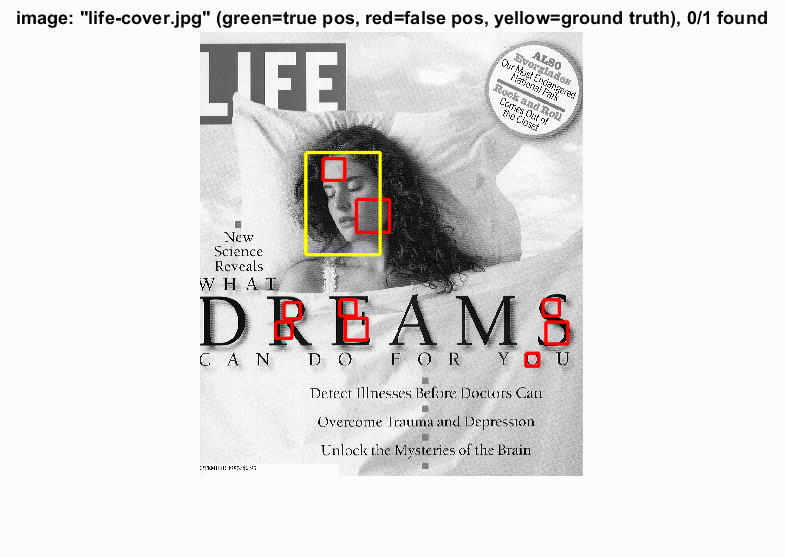 image: "life-cover.jpg" (green=true pos, red=false pos, yellow=ground truth), 0/1 found
LIFE
ALSO
Everglades
Our Most Endangered
National Park
Rock and Roll
Comes Out of
the Closet
New
Science
Reveals
WHAT
DREAMS
CAN DO FOR YOU
Detect Illnesses Before Doctors Can
Overcome Trauma and Depression
Unlock the Mysteries of the Brain